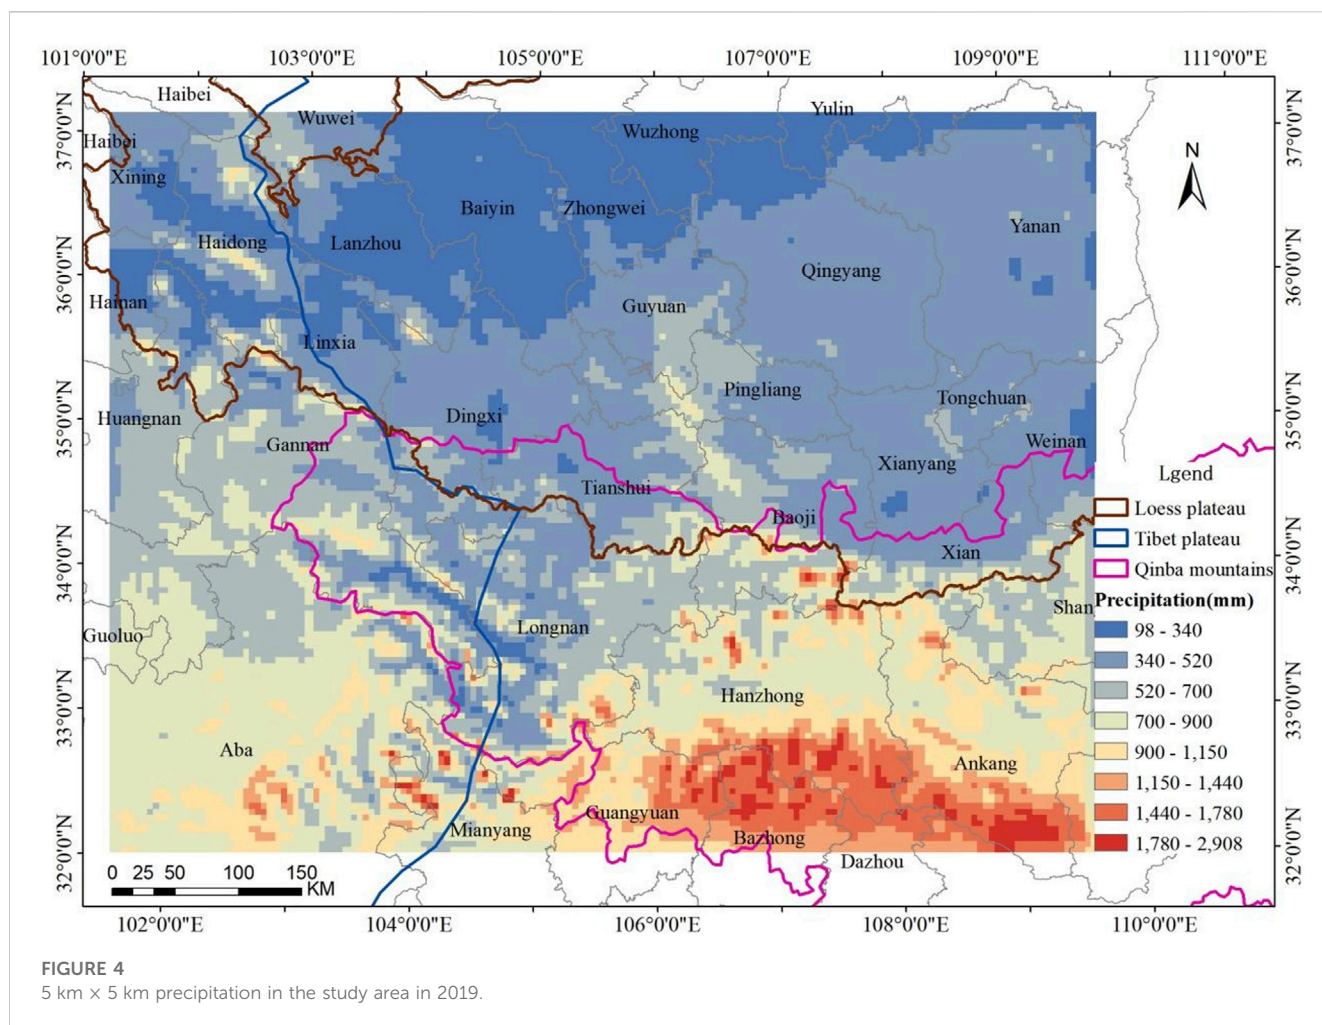 101°0'0"E 103°0'0"E 105°0'0"E 107°0'0"E 109°0'0"E 111°0'0"E
37°0'0"N
36°0'0"N
35°0'0"N
34°0'0"N
33°0'0"N
32°0'0"N
Haibei
Wuwei
Yulin
Wuzhong
Haibei
Xining
Baiyin
Zhongwei
Yanan
Haidong
Lanzhou
Qingyang
Hainan
Guyuan
Linxia
Pingliang
Tongchuan
Huangnan
Dingxi
Gannan
Weinan
Xianyang
Tianshui
Baoji
Xian
Shan
Guoluo
Longnan
Hanzhong
Aba
Ankang
Guangyuan
Mianyang
Bazhong
Dazhou
N
37°0'0"N
36°0'0"N
35°0'0"N
34°0'0"N
33°0'0"N
32°0'0"N
Lgend
Loess plateau
Tibet plateau
Qinba mountains
Precipitation(mm)
98 - 340
340 - 520
520 - 700
700 - 900
900 - 1,150
1,150 - 1,440
1,440 - 1,780
1,780 - 2,908
0 25 50 100 150
KM
102°0'0"E 104°0'0"E 106°0'0"E 108°0'0"E 110°0'0"E
FIGURE 4
5 km × 5 km precipitation in the study area in 2019.